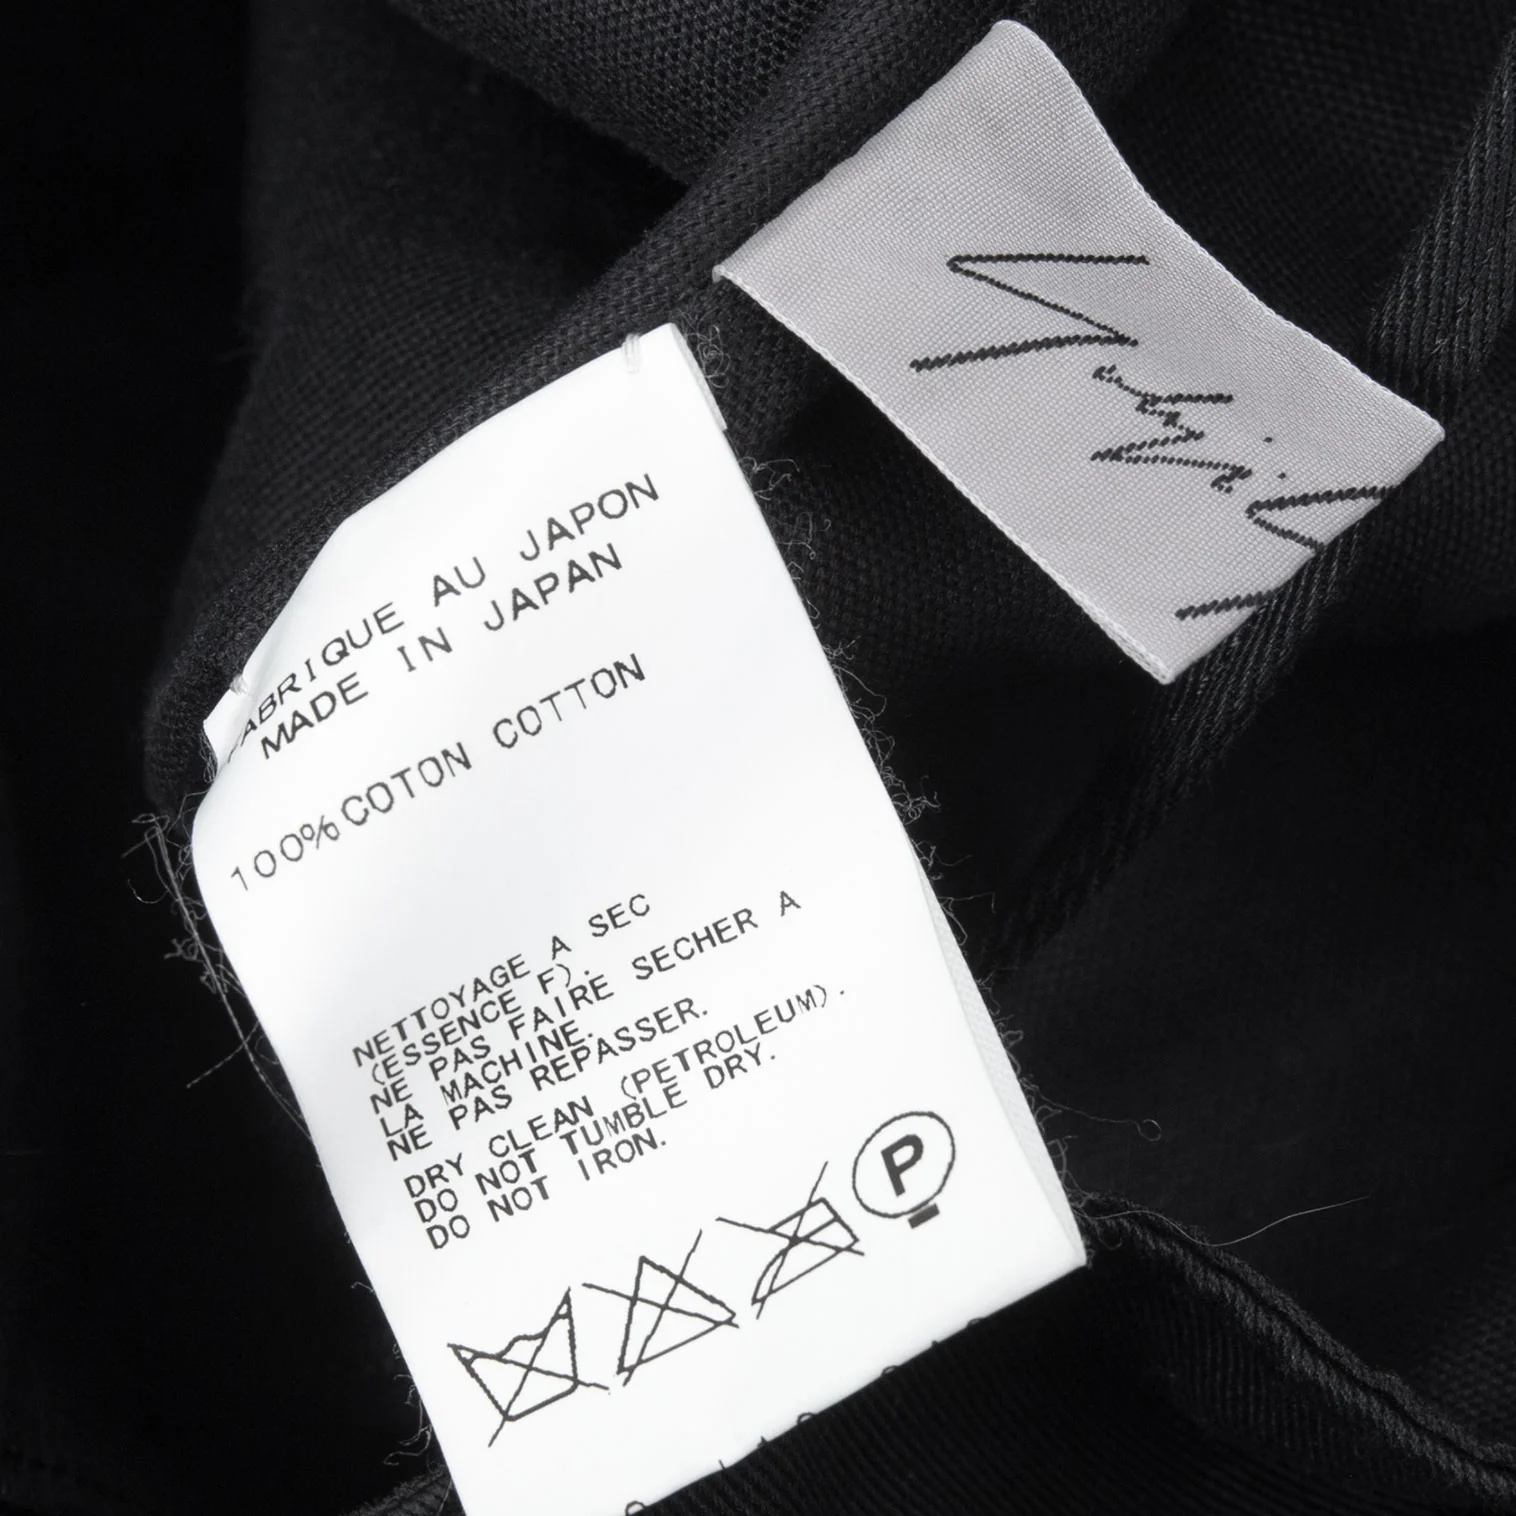 FABRIQUE AU JAPON
MADE IN JAPAN
100%COTON COTTON
NETTOYAGE A SEC
(ESSENCE F).
NE PAS FAIRE SECHER A
LA MACHINE.
NE PAS REPASSER.
DRY CLEAN (PETROLEUM).
DO NOT TUMBLE DRY.
DO NOT IRON.
P